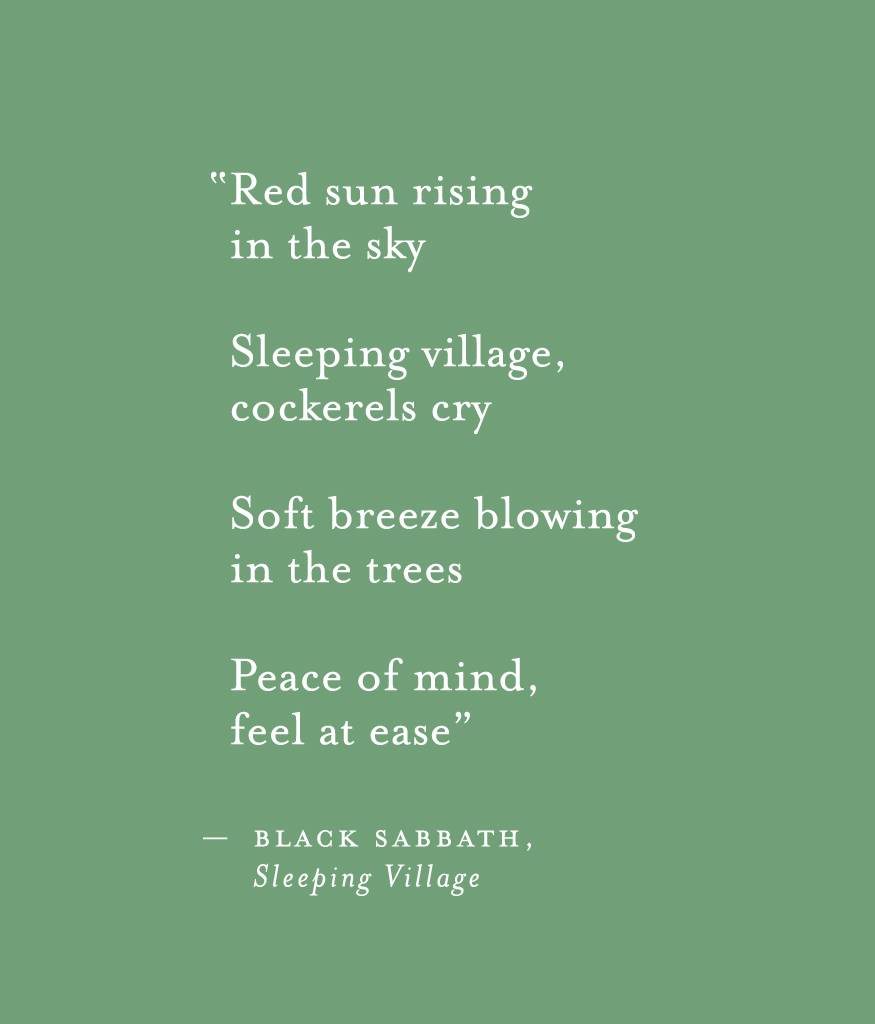 “Red sun rising
in the sky
Sleeping village,
cockerels cry
Soft breeze blowing
in the trees
Peace of mind,
feel at ease”
— BLACK SABBATH,
Sleeping Village